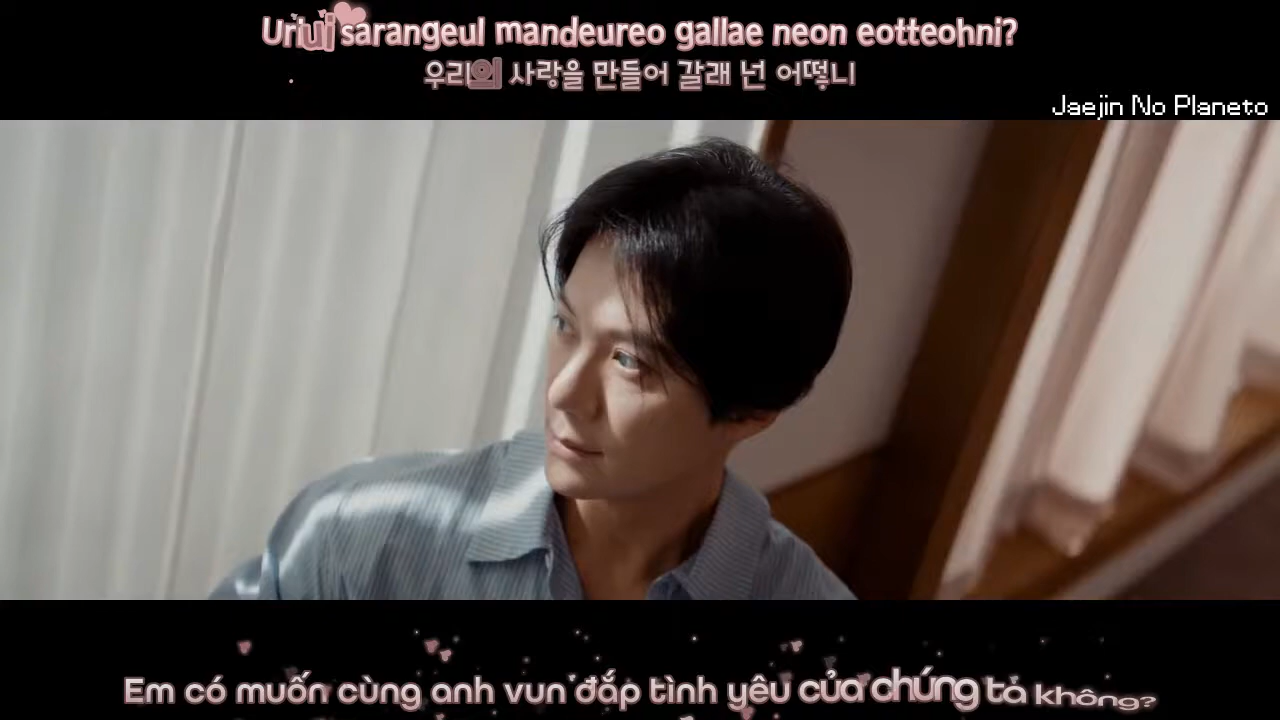 Uriui sarangeul mandeureo gallae neon eotteohni?
우리의 사랑을 만들어 갈래 넌 어떻니
Jaejin No Planeto
Em có muốn cùng anh vun đắp tình yêu của chúng ta không?